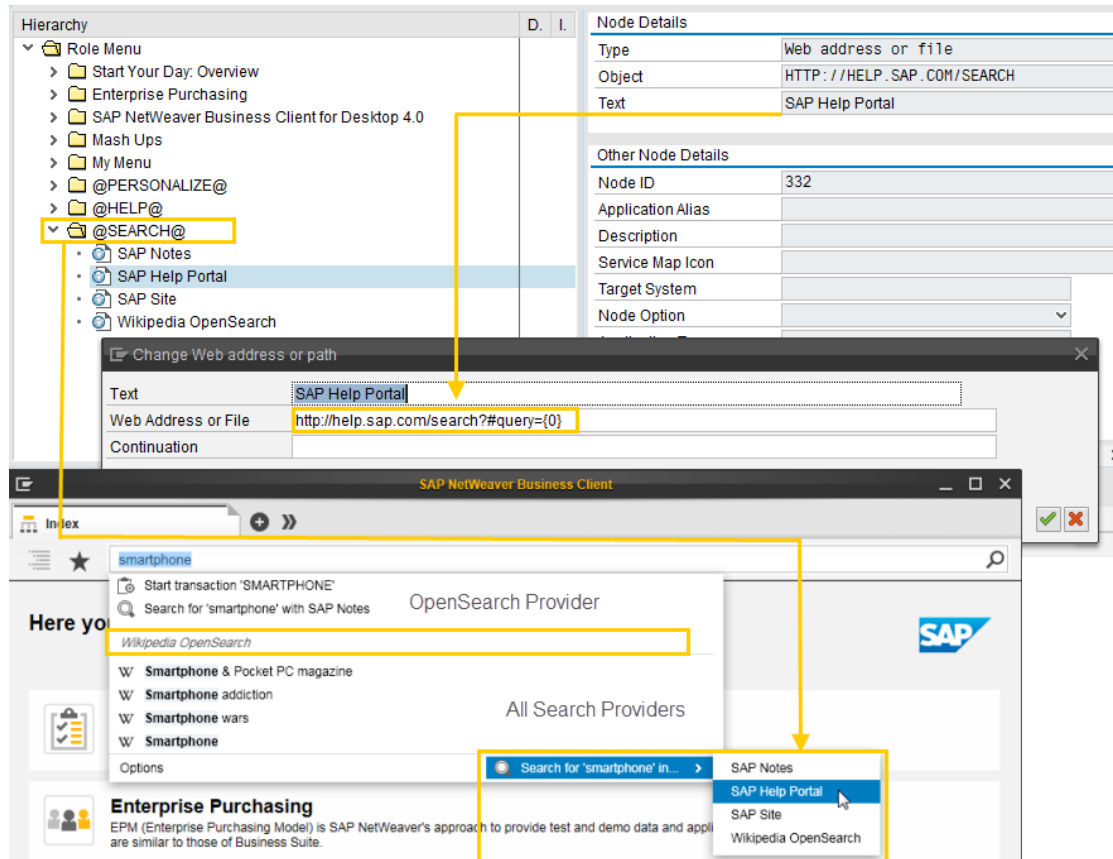 Hierarchy D. I.
Role Menu
Start Your Day: Overview
Enterprise Purchasing
SAP NetWeaver Business Client for Desktop 4.0
Mash Ups
My Menu
@PERSONALIZE@
@HELP@
@SEARCH@
SAP Notes
SAP Help Portal
SAP Site
Wikipedia OpenSearch
Node Details
Type Web address or file
Object HTTP://HELP.SAP.COM/SEARCH
Text SAP Help Portal
Other Node Details
Node ID 332
Application Alias
Description
Service Map Icon
Target System
Node Option
Change Web address or path
Text SAP Help Portal
Web Address or File http://help.sap.com/search?#query={0}
Continuation
SAP NetWeaver Business Client
Index
smartphone
Start transaction 'SMARTPHONE'
Search for 'smartphone' with SAP Notes
OpenSearch Provider
Here yo
SAP
Wikipedia OpenSearch
W Smartphone & Pocket PC magazine
W Smartphone addiction
W Smartphone wars
W Smartphone
All Search Providers
Options
Search for 'smartphone' in...
SAP Notes
SAP Help Portal
SAP Site
Wikipedia OpenSearch
Enterprise Purchasing
EPM (Enterprise Purchasing Model) is SAP NetWeaver's approach to provide test and demo data and appli
are similar to those of Business Suite.